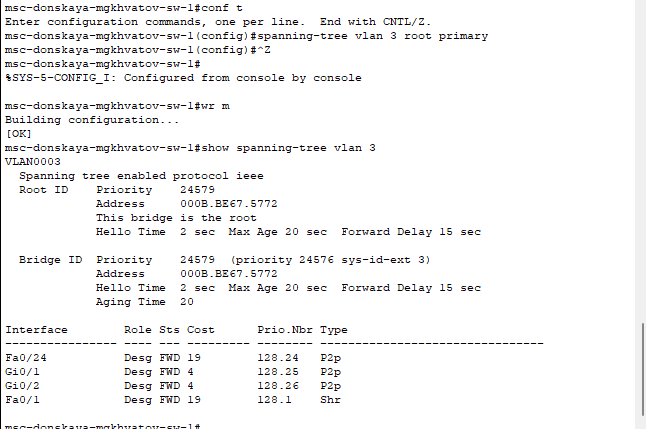 msc-donskaya-mgkhvatov-sw-1#conf t
Enter configuration commands, one per line.  End with CNTL/Z.
msc-donskaya-mgkhvatov-sw-1(config)#spanning-tree vlan 3 root primary
msc-donskaya-mgkhvatov-sw-1(config)#^Z
msc-donskaya-mgkhvatov-sw-1#
%SYS-5-CONFIG_I: Configured from console by console
msc-donskaya-mgkhvatov-sw-1#wr m
Building configuration...
[OK]
msc-donskaya-mgkhvatov-sw-1#show spanning-tree vlan 3
VLAN0003
  Spanning tree enabled protocol ieee
  Root ID    Priority    24579
             Address     000B.BE67.5772
             This bridge is the root
             Hello Time  2 sec  Max Age 20 sec  Forward Delay 15 sec
  Bridge ID  Priority    24579  (priority 24576 sys-id-ext 3)
             Address     000B.BE67.5772
             Hello Time  2 sec  Max Age 20 sec  Forward Delay 15 sec
             Aging Time  20
Interface        Role Sts Cost      Prio.Nbr Type
---------------- ---- --- --------- -------- --------------------------------
Fa0/24           Desg FWD 19        128.24   P2p
Gi0/1            Desg FWD 4         128.25   P2p
Gi0/2            Desg FWD 4         128.26   P2p
Fa0/1            Desg FWD 19        128.1    Shr
msc-donskaya-mgkhvatov-sw-1#